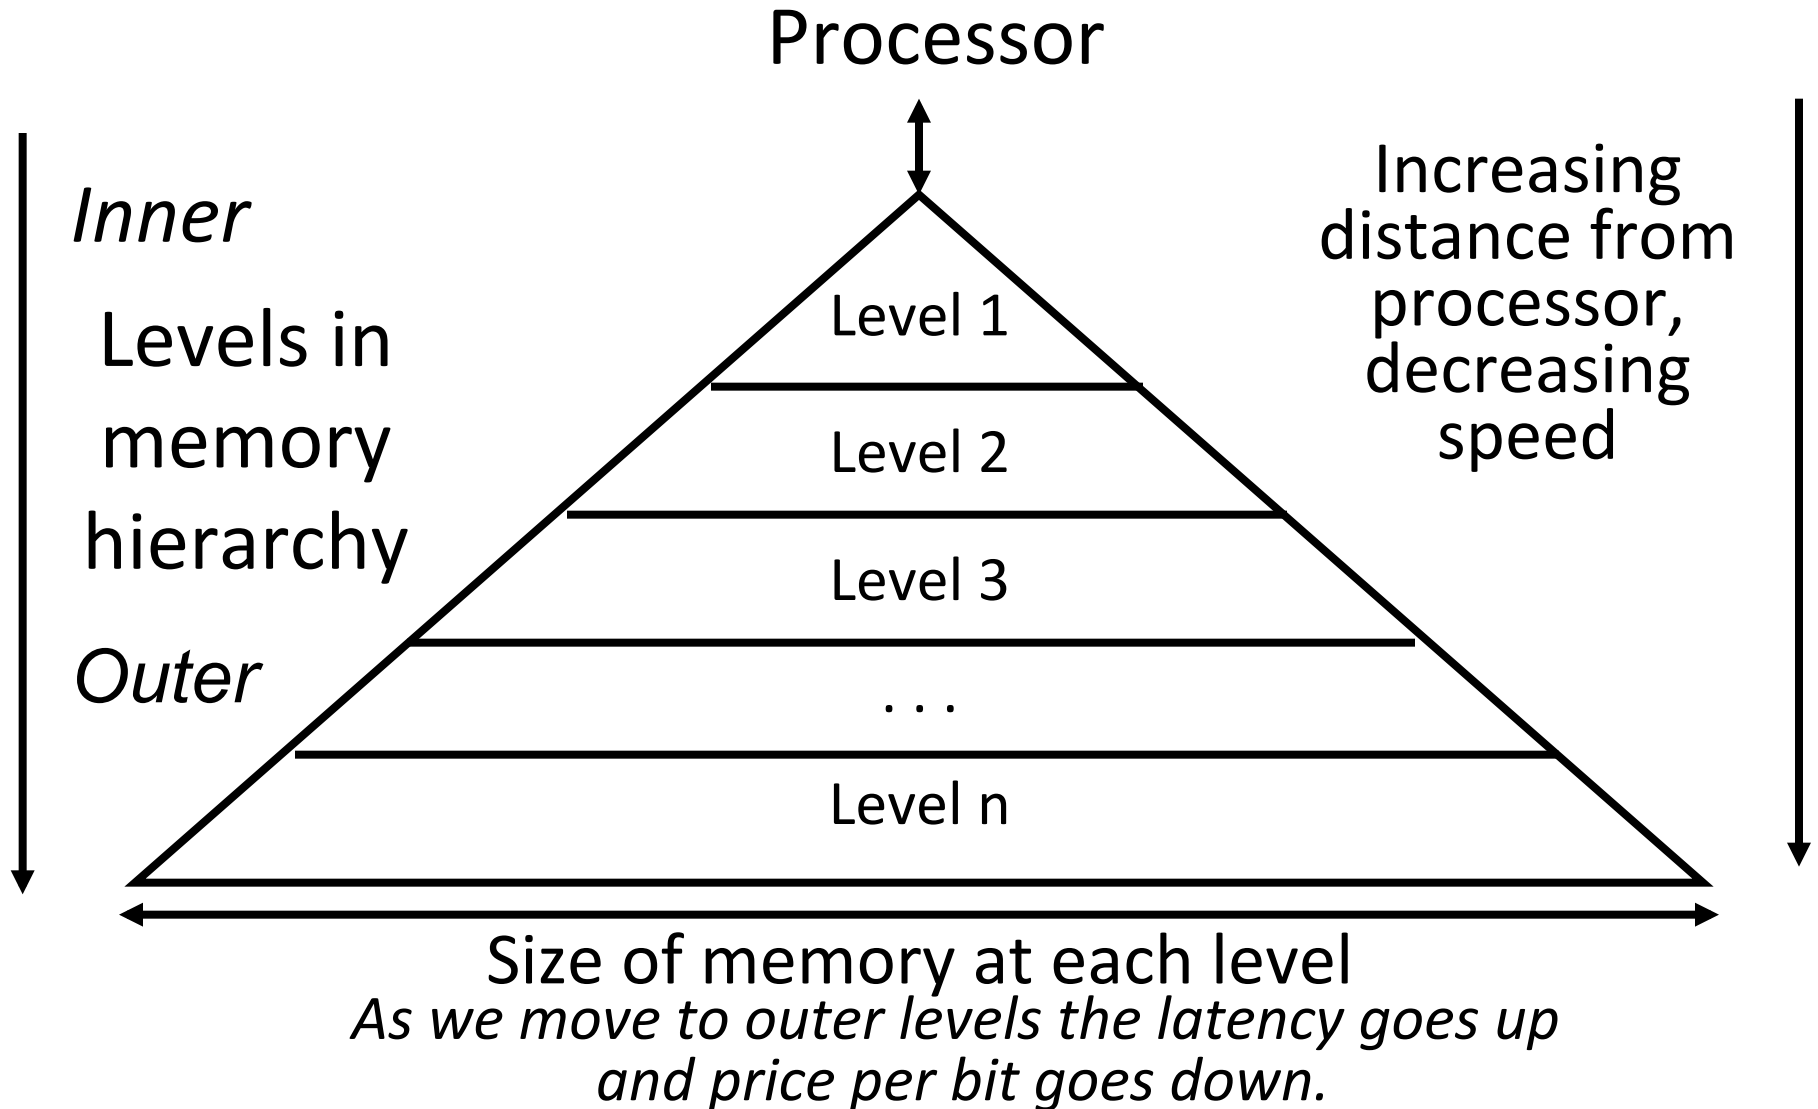 Processor
Inner
Levels in
memory
hierarchy
Outer
Increasing
distance from
processor,
decreasing
speed
Level 1
Level 2
Level 3
. . .
Level n
Size of memory at each level
As we move to outer levels the latency goes up
and price per bit goes down.